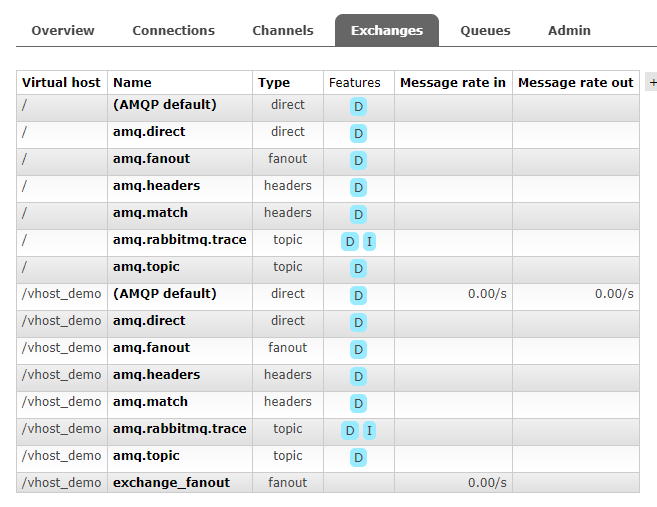 Overview Connections Channels Exchanges Queues Admin
Virtual host Name Type Features Message rate in Message rate out +
/ (AMQP default) direct D
/ amq.direct direct D
/ amq.fanout fanout D
/ amq.headers headers D
/ amq.match headers D
/ amq.rabbitmq.trace topic D I
/ amq.topic topic D
/vhost_demo (AMQP default) direct D 0.00/s 0.00/s
/vhost_demo amq.direct direct D
/vhost_demo amq.fanout fanout D
/vhost_demo amq.headers headers D
/vhost_demo amq.match headers D
/vhost_demo amq.rabbitmq.trace topic D I
/vhost_demo amq.topic topic D
/vhost_demo exchange_fanout fanout 0.00/s